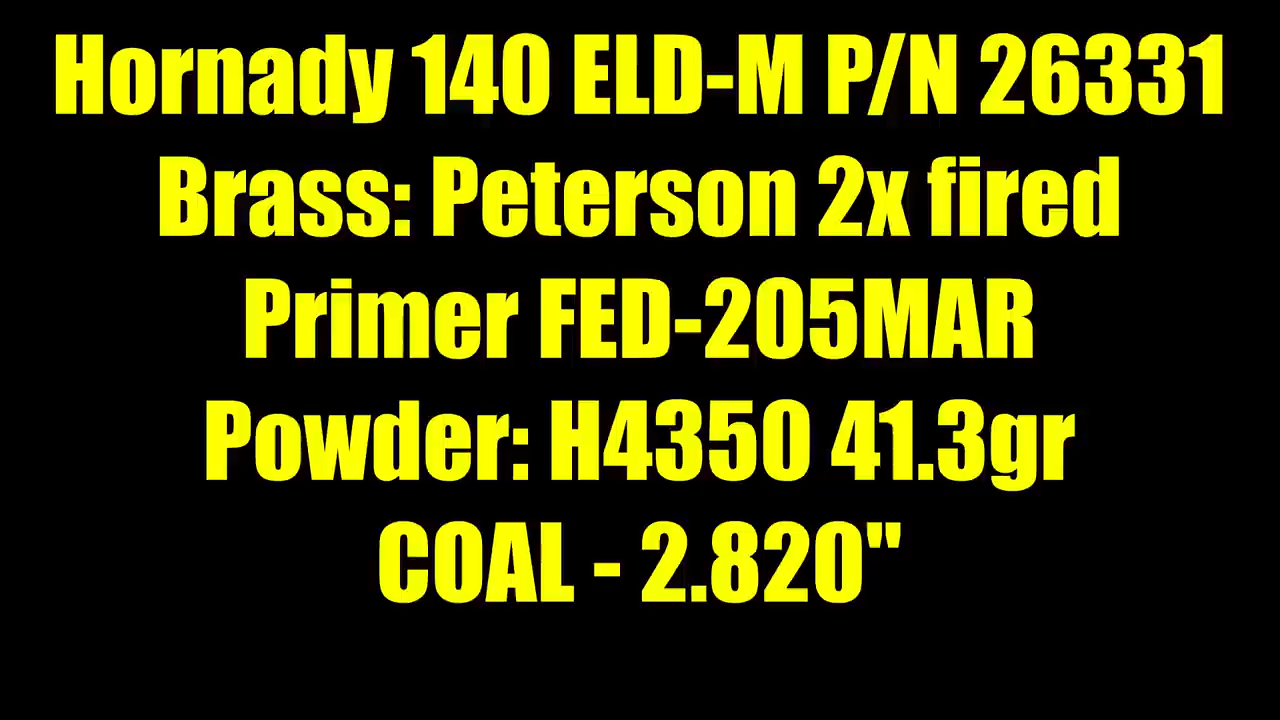 Hornady 140 ELD-M P/N 26331
Brass: Peterson 2x fired
Primer FED-205MAR
Powder: H4350 41.3gr
COAL - 2.820"